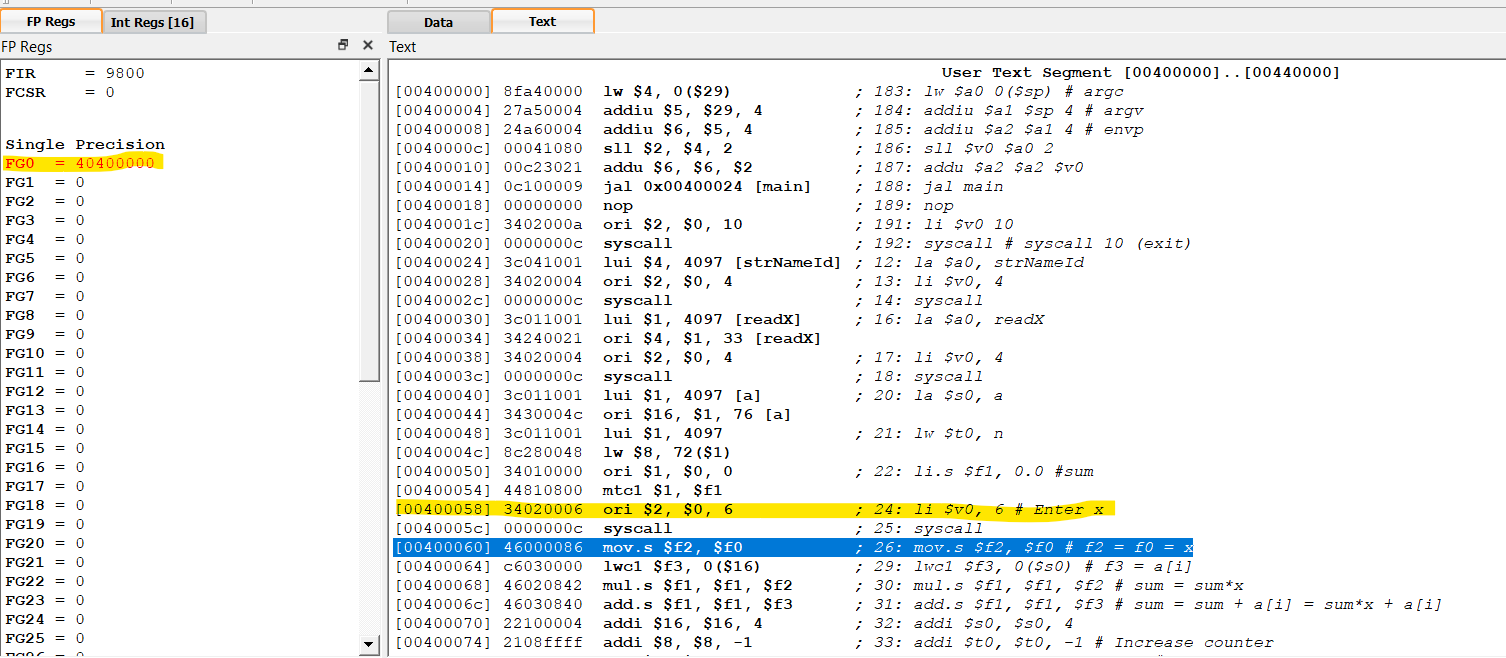 FP Regs Int Regs [16]
FP Regs
FIR = 9800
FCSR = 0
Single Precision
FG0 = 40400000
FG1 = 0
FG2 = 0
FG3 = 0
FG4 = 0
FG5 = 0
FG6 = 0
FG7 = 0
FG8 = 0
FG9 = 0
FG10 = 0
FG11 = 0
FG12 = 0
FG13 = 0
FG14 = 0
FG15 = 0
FG16 = 0
FG17 = 0
FG18 = 0
FG19 = 0
FG20 = 0
FG21 = 0
FG22 = 0
FG23 = 0
FG24 = 0
FG25 = 0
Data Text
Text
User Text Segment [00400000]..[00440000]
[00400000] 8fa40000 lw $4, 0($29) ; 183: lw $a0 0($sp) # argc
[00400004] 27a50004 addiu $5, $29, 4 ; 184: addiu $a1 $sp 4 # argv
[00400008] 24a60004 addiu $6, $5, 4 ; 185: addiu $a2 $a1 4 # envp
[0040000c] 00041080 sll $2, $4, 2 ; 186: sll $v0 $a0 2
[00400010] 00c23021 addu $6, $6, $2 ; 187: addu $a2 $a2 $v0
[00400014] 0c100009 jal 0x00400024 [main] ; 188: jal main
[00400018] 00000000 nop ; 189: nop
[0040001c] 3402000a ori $2, $0, 10 ; 191: li $v0 10
[00400020] 0000000c syscall ; 192: syscall # syscall 10 (exit)
[00400024] 3c041001 lui $4, 4097 [strNameId] ; 12: la $a0, strNameId
[00400028] 34020004 ori $2, $0, 4 ; 13: li $v0, 4
[0040002c] 0000000c syscall ; 14: syscall
[00400030] 3c011001 lui $1, 4097 [readX] ; 16: la $a0, readX
[00400034] 34240021 ori $4, $1, 33 [readX]
[00400038] 34020004 ori $2, $0, 4 ; 17: li $v0, 4
[0040003c] 0000000c syscall ; 18: syscall
[00400040] 3c011001 lui $1, 4097 [a] ; 20: la $s0, a
[00400044] 3430004c ori $16, $1, 76 [a]
[00400048] 3c011001 lui $1, 4097 ; 21: lw $t0, n
[0040004c] 8c280048 lw $8, 72($1)
[00400050] 34010000 ori $1, $0, 0 ; 22: li.s $f1, 0.0 #sum
[00400054] 44810800 mtc1 $1, $f1
[00400058] 34020006 ori $2, $0, 6 ; 24: li $v0, 6 # Enter x
[0040005c] 0000000c syscall ; 25: syscall
[00400060] 46000086 mov.s $f2, $f0 ; 26: mov.s $f2, $f0 # f2 = f0 = x
[00400064] c6030000 lwc1 $f3, 0($16) ; 29: lwc1 $f3, 0($s0) # f3 = a[i]
[00400068] 46020842 mul.s $f1, $f1, $f2 ; 30: mul.s $f1, $f1, $f2 # sum = sum*x
[0040006c] 46030840 add.s $f1, $f1, $f3 ; 31: add.s $f1, $f1, $f3 # sum = sum + a[i] = sum*x + a[i]
[00400070] 22100004 addi $16, $16, 4 ; 32: addi $s0, $s0, 4
[00400074] 2108ffff addi $8, $8, -1 ; 33: addi $t0, $t0, -1 # Increase counter